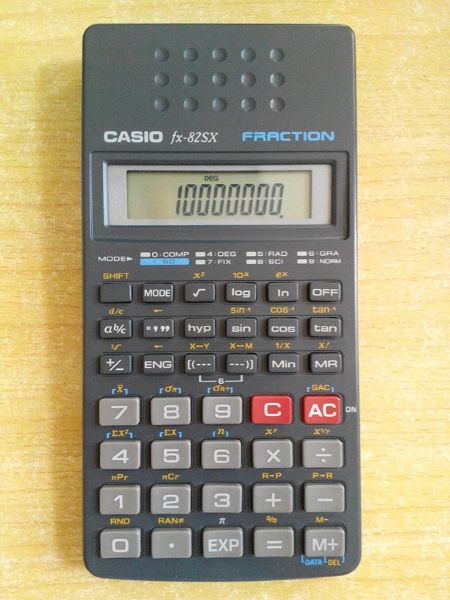 CASIO fx-82SX FRACTION
DEG
10000000.
MODE▶ 0:COMP 4:DEG 5:RAD 6:GRA
·:SD 7:FIX 8:SCI 9:NORM
SHIFT x² 10ˣ eˣ
MODE √ log ln OFF
d/c ← sin⁻¹ cos⁻¹ tan⁻¹
a b/c °,,, hyp sin cos tan
³√ ← X↔Y X↔M 1/X x!
+/− ENG [(--- ---)] Min MR
6
x̄ σn σn-1 SAC
7 8 9 C AC ON
Σx² Σx n xʸ x¹/ʸ
4 5 6 × ÷
nPr nCr R→P P→R
1 2 3 + −
RND RAN# π % M−
0 · EXP = M+
DATA DEL